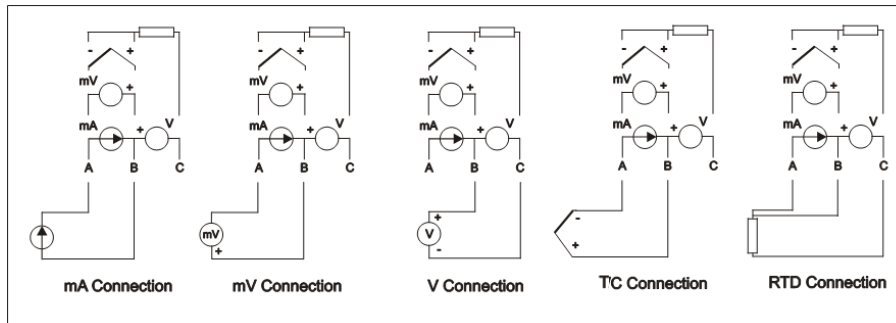 - +
mV
+
mA + V
A B C
mA Connection
- +
mV
+
mA + V
A B C
mV
+
mV Connection
- +
mV
+
mA + V
A B C
+
V
-
V Connection
- +
mV
+
mA + V
A B C
-
+
T/C Connection
- +
mV
+
mA + V
A B C
RTD Connection